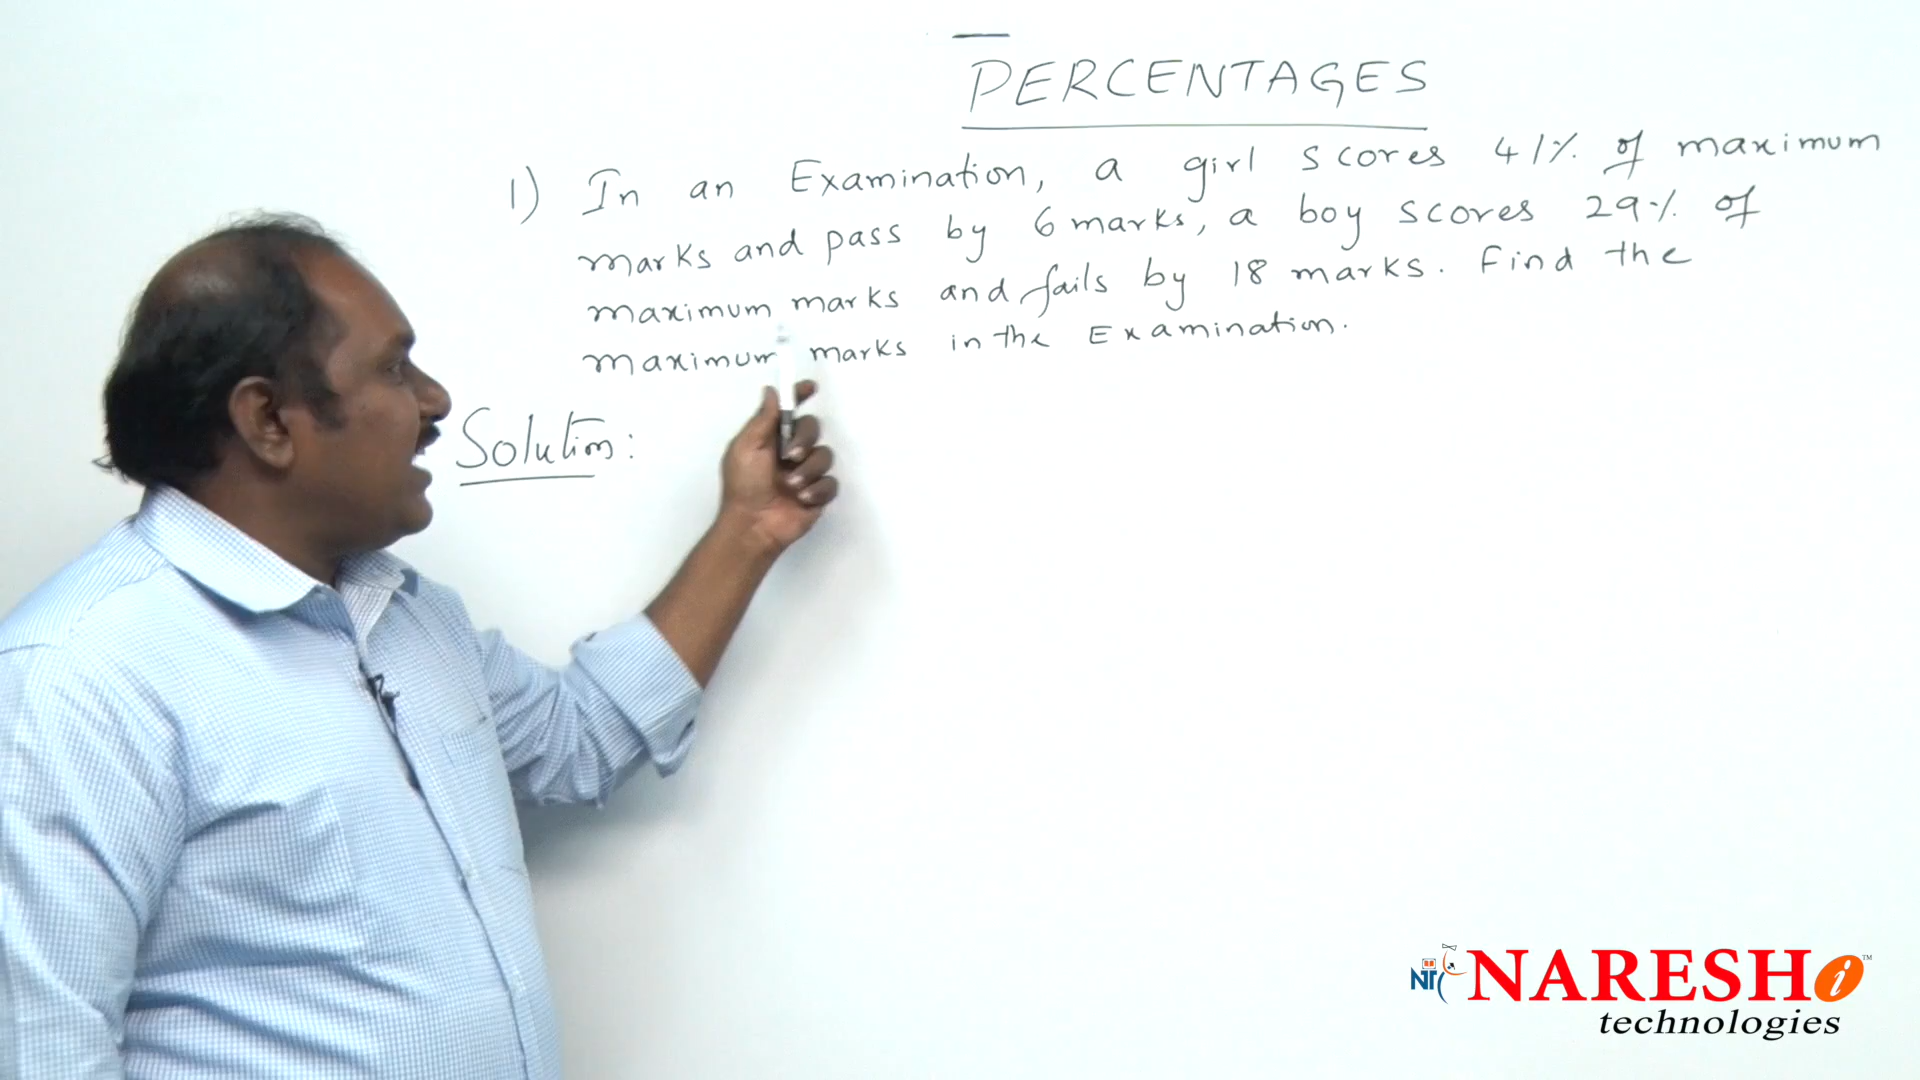 PERCENTAGES
1) In an Examination, a girl scores 41% of maximum
marks and pass by 6 marks, a boy scores 29% of
maximum marks and fails by 18 marks. Find the
maximum marks in the Examination.
Solution:
NARESH i ™
technologies